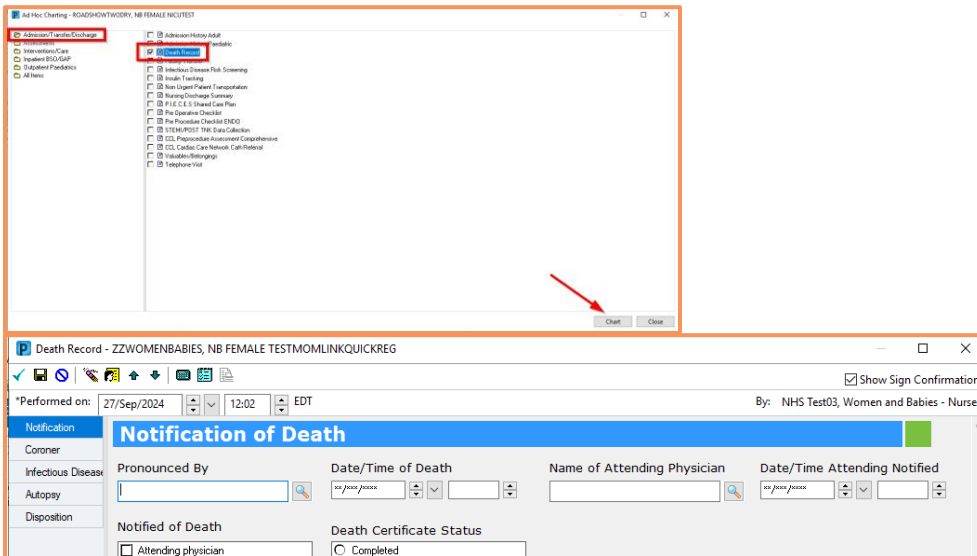 Ad Hoc Charting - ROADSHOWTWODRY, NB FEMALE NICUTEST
Admission/Transfer/Discharge
Assessments
Interventions/Care
Inpatient BSO/GAP
Outpatient Paediatrics
All Items
Admission History Adult
Admission History Paediatric
Death Record
Infectious Disease Risk Screening
Insulin Tracking
Non Urgent Patient Transportation
Nursing Discharge Summary
P.I.E.C.E.S Shared Care Plan
Pre Operative Checklist
Pre Procedure Checklist ENDO
STEMI/POST TNK Data Collection
CCL Preprocedure Assessment Comprehensive
CCL Cardiac Care Network Cath Referral
Valuables/Belongings
Telephone Visit
Chart Close
Death Record - ZZWOMENBABIES, NB FEMALE TESTMOMLINKQUICKREG
Show Sign Confirmation
*Performed on: 27/Sep/2024 12:02 EDT By: NHS Test03, Women and Babies - Nurse
Notification
Coroner
Infectious Disease
Autopsy
Disposition
Notification of Death
Pronounced By Date/Time of Death Name of Attending Physician Date/Time Attending Notified
**/***/**** **/***/****
Notified of Death Death Certificate Status
Attending physician Completed